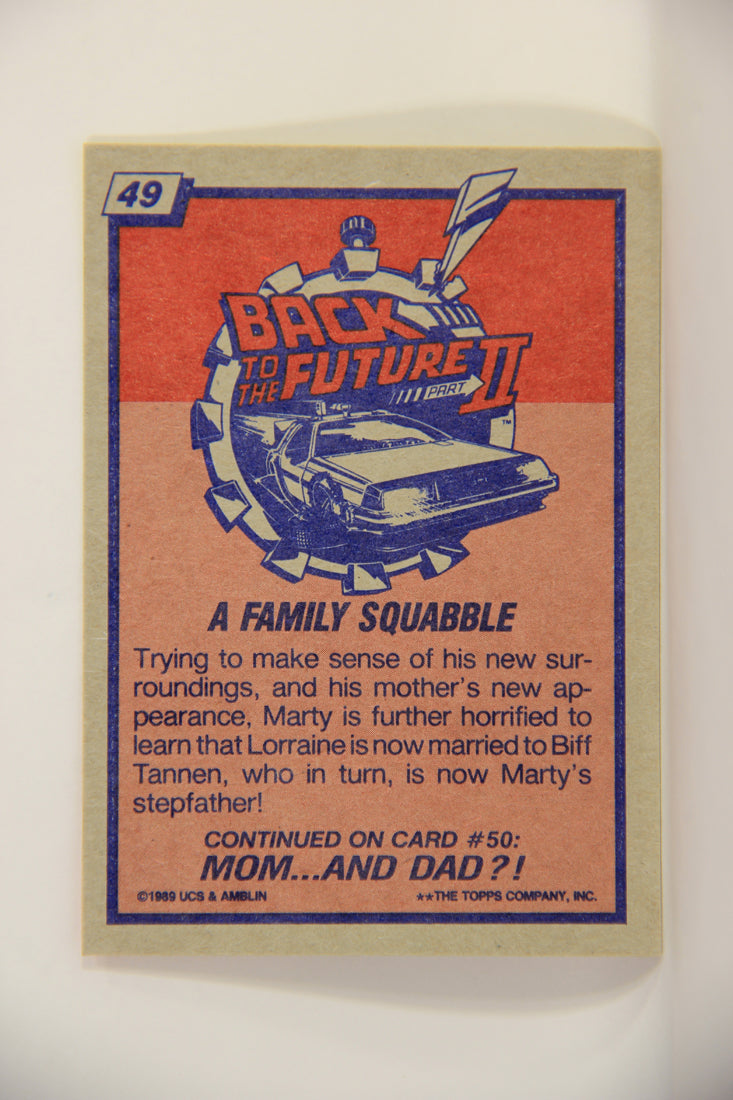 49
BACK
TO
THE FUTURE II
PART
™
A FAMILY SQUABBLE
Trying to make sense of his new sur-
roundings, and his mother's new ap-
pearance, Marty is further horrified to
learn that Lorraine is now married to Biff
Tannen, who in turn, is now Marty's
stepfather!
CONTINUED ON CARD #50:
MOM...AND DAD?!
©1989 UCS & AMBLIN
**THE TOPPS COMPANY, INC.